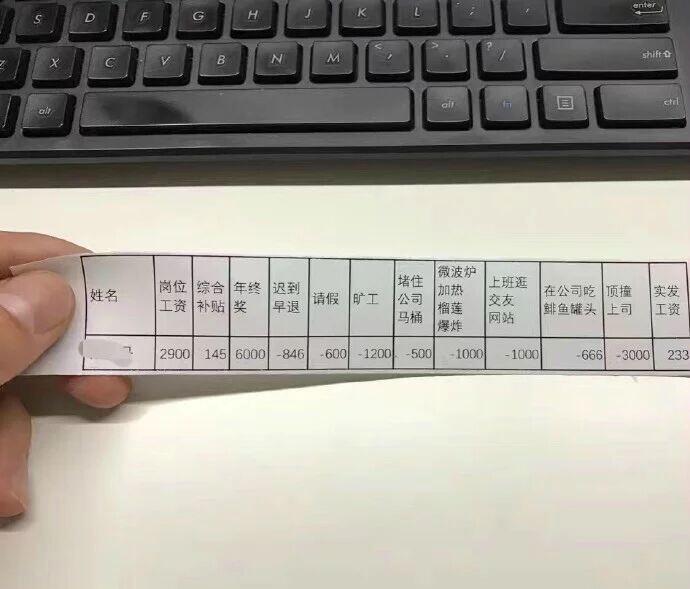 S D F G H J K L : ; " ' enter
Z X C V B N M < , > . ? / shift
alt alt fn ctrl
姓名 岗位工资 综合补贴 年终奖 迟到早退 请假 旷工 堵住公司马桶 微波炉加热榴莲爆炸 上班逛交友网站 在公司吃鲱鱼罐头 顶撞上司 实发工资
2900 145 6000 -846 -600 -1200 -500 -1000 -1000 -666 -3000 233